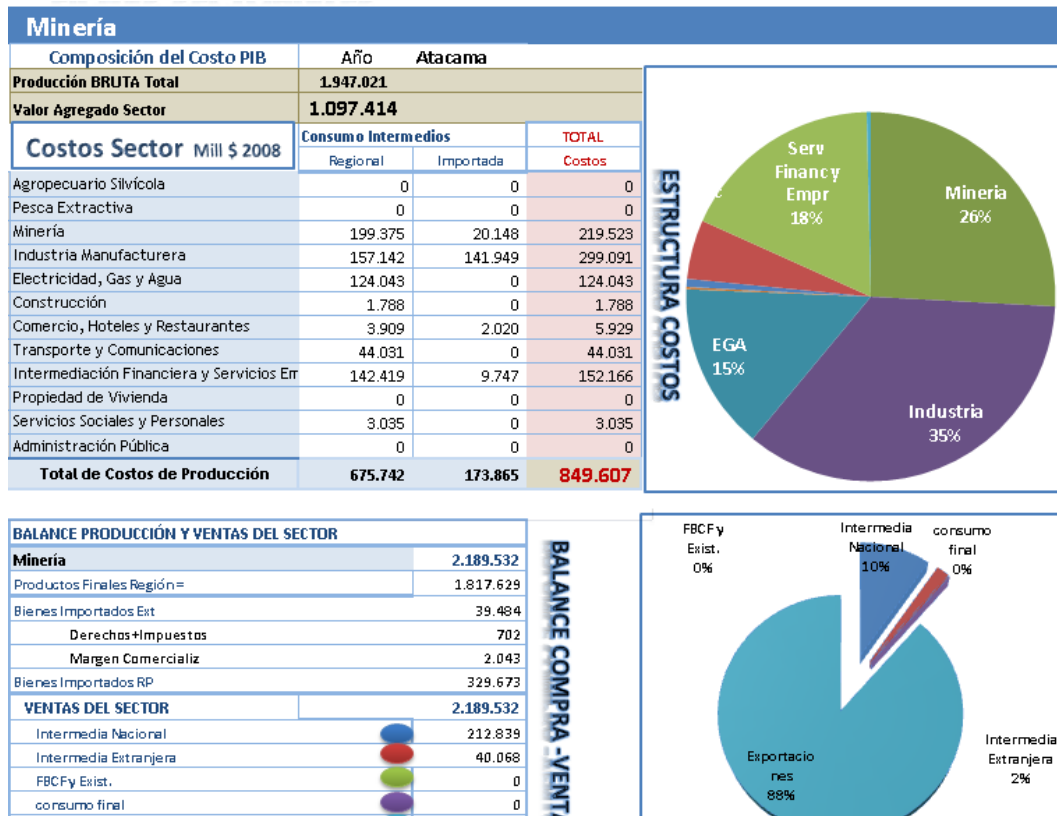 Minería
Composición del Costo PIB Año Atacama
Producción BRUTA Total 1.947.021
Valor Agregado Sector 1.097.414
Costos Sector Mill $ 2008 Consumo Intermedios TOTAL
Regional Importada Costos
Agropecuario Silvícola 0 0 0
Pesca Extractiva 0 0 0
Minería 199.375 20.148 219.523
Industria Manufacturera 157.142 141.949 299.091
Electricidad, Gas y Agua 124.043 0 124.043
Construcción 1.788 0 1.788
Comercio, Hoteles y Restaurantes 3.909 2.020 5.929
Transporte y Comunicaciones 44.031 0 44.031
Intermediación Financiera y Servicios Em 142.419 9.747 152.166
Propiedad de Vivienda 0 0 0
Servicios Sociales y Personales 3.035 0 3.035
Administración Pública 0 0 0
Total de Costos de Producción 675.742 173.865 849.607
ESTRUCTURA COSTOS
Serv
Financ y
Empr
18%
Mineria
26%
EGA
15%
Industria
35%
BALANCE PRODUCCIÓN Y VENTAS DEL SECTOR
Minería 2.189.532
Productos Finales Región= 1.817.629
Bienes Importados Ext 39.484
Derechos+Impuestos 702
Margen Comercializ 2.043
Bienes Importados RP 329.673
VENTAS DEL SECTOR 2.189.532
Intermedia Nacional 212.839
Intermedia Extranjera 40.068
FBCFy Exist. 0
consumo final 0
BALANCE COMPRA -VENTA
FBCF y
Exist.
0%
Intermedia
Nacional
10%
consumo
final
0%
Exportacio
nes
88%
Intermedia
Extranjera
2%